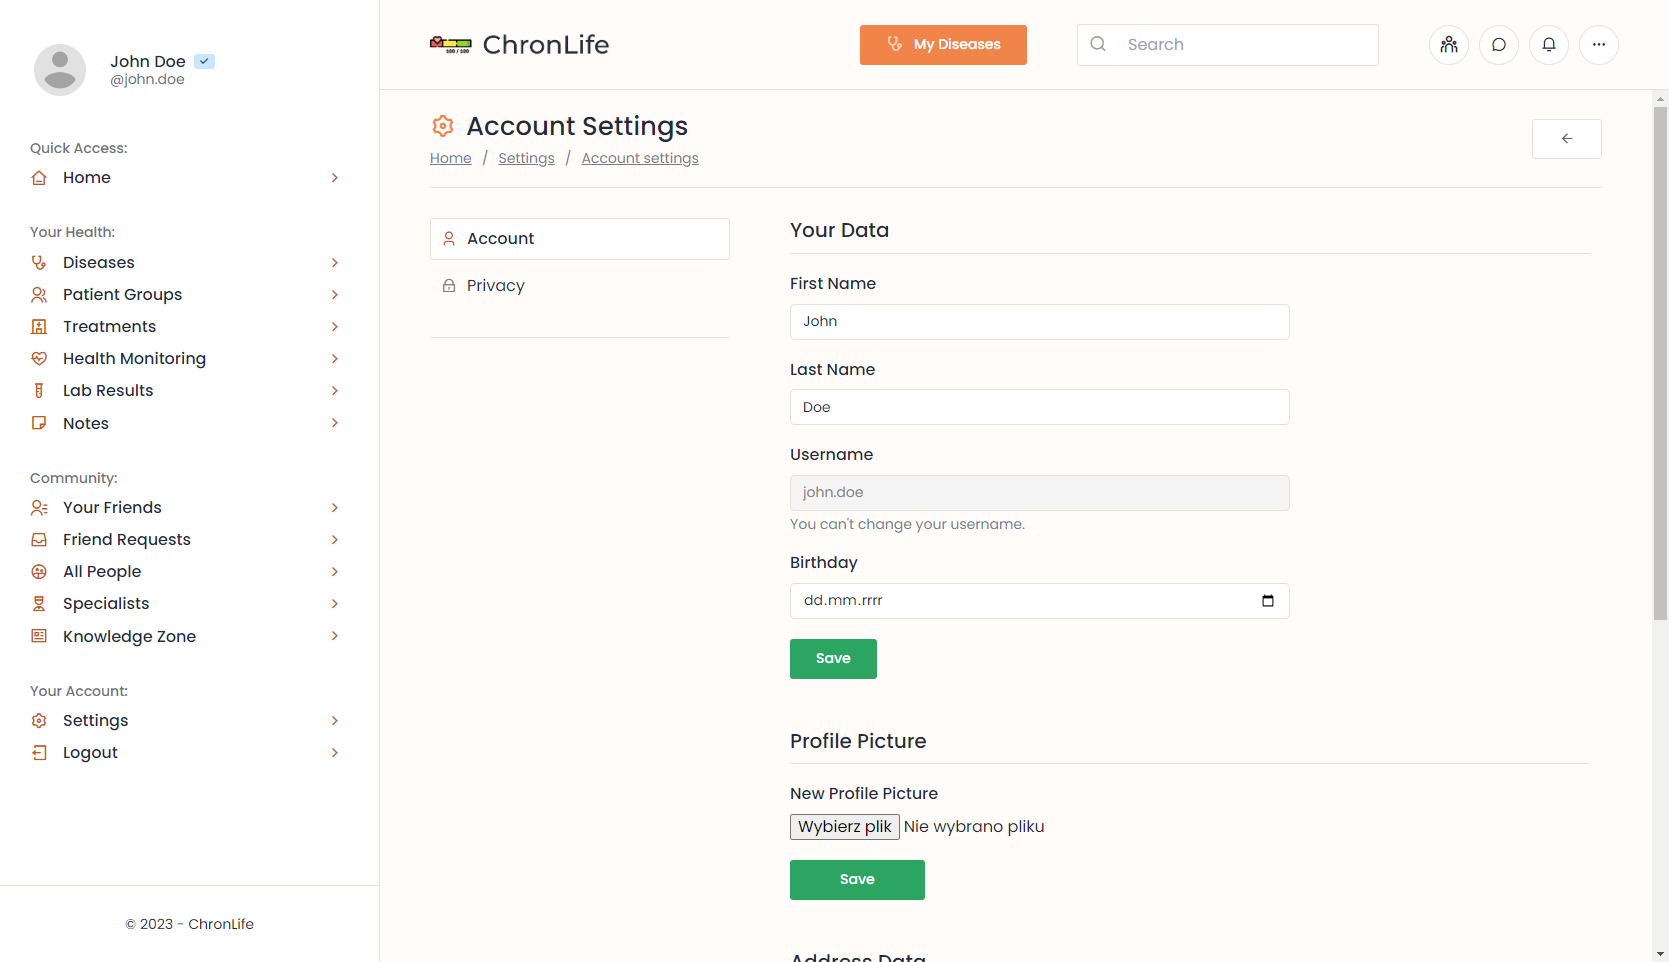 John Doe
@john.doe
Quick Access:
Home
Your Health:
Diseases
Patient Groups
Treatments
Health Monitoring
Lab Results
Notes
Community:
Your Friends
Friend Requests
All People
Specialists
Knowledge Zone
Your Account:
Settings
Logout
© 2023 - ChronLife
100 / 100
ChronLife
My Diseases
Search
Account Settings
Home / Settings / Account settings
Account
Privacy
Your Data
First Name
John
Last Name
Doe
Username
john.doe
You can't change your username.
Birthday
dd.mm.rrrr
Save
Profile Picture
New Profile Picture
Wybierz plik Nie wybrano pliku
Save
Address Data